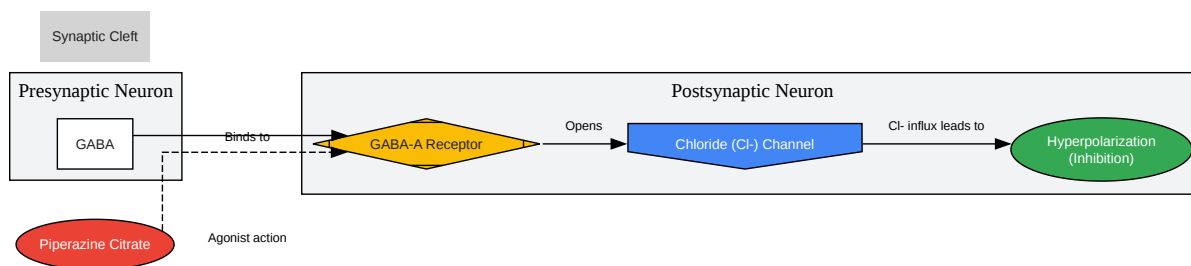 Synaptic Cleft
Presynaptic Neuron
Postsynaptic Neuron
GABA
Binds to
GABA-A Receptor
Opens
Chloride (Cl-) Channel
Cl- influx leads to
Hyperpolarization
(Inhibition)
Piperazine Citrate
Agonist action